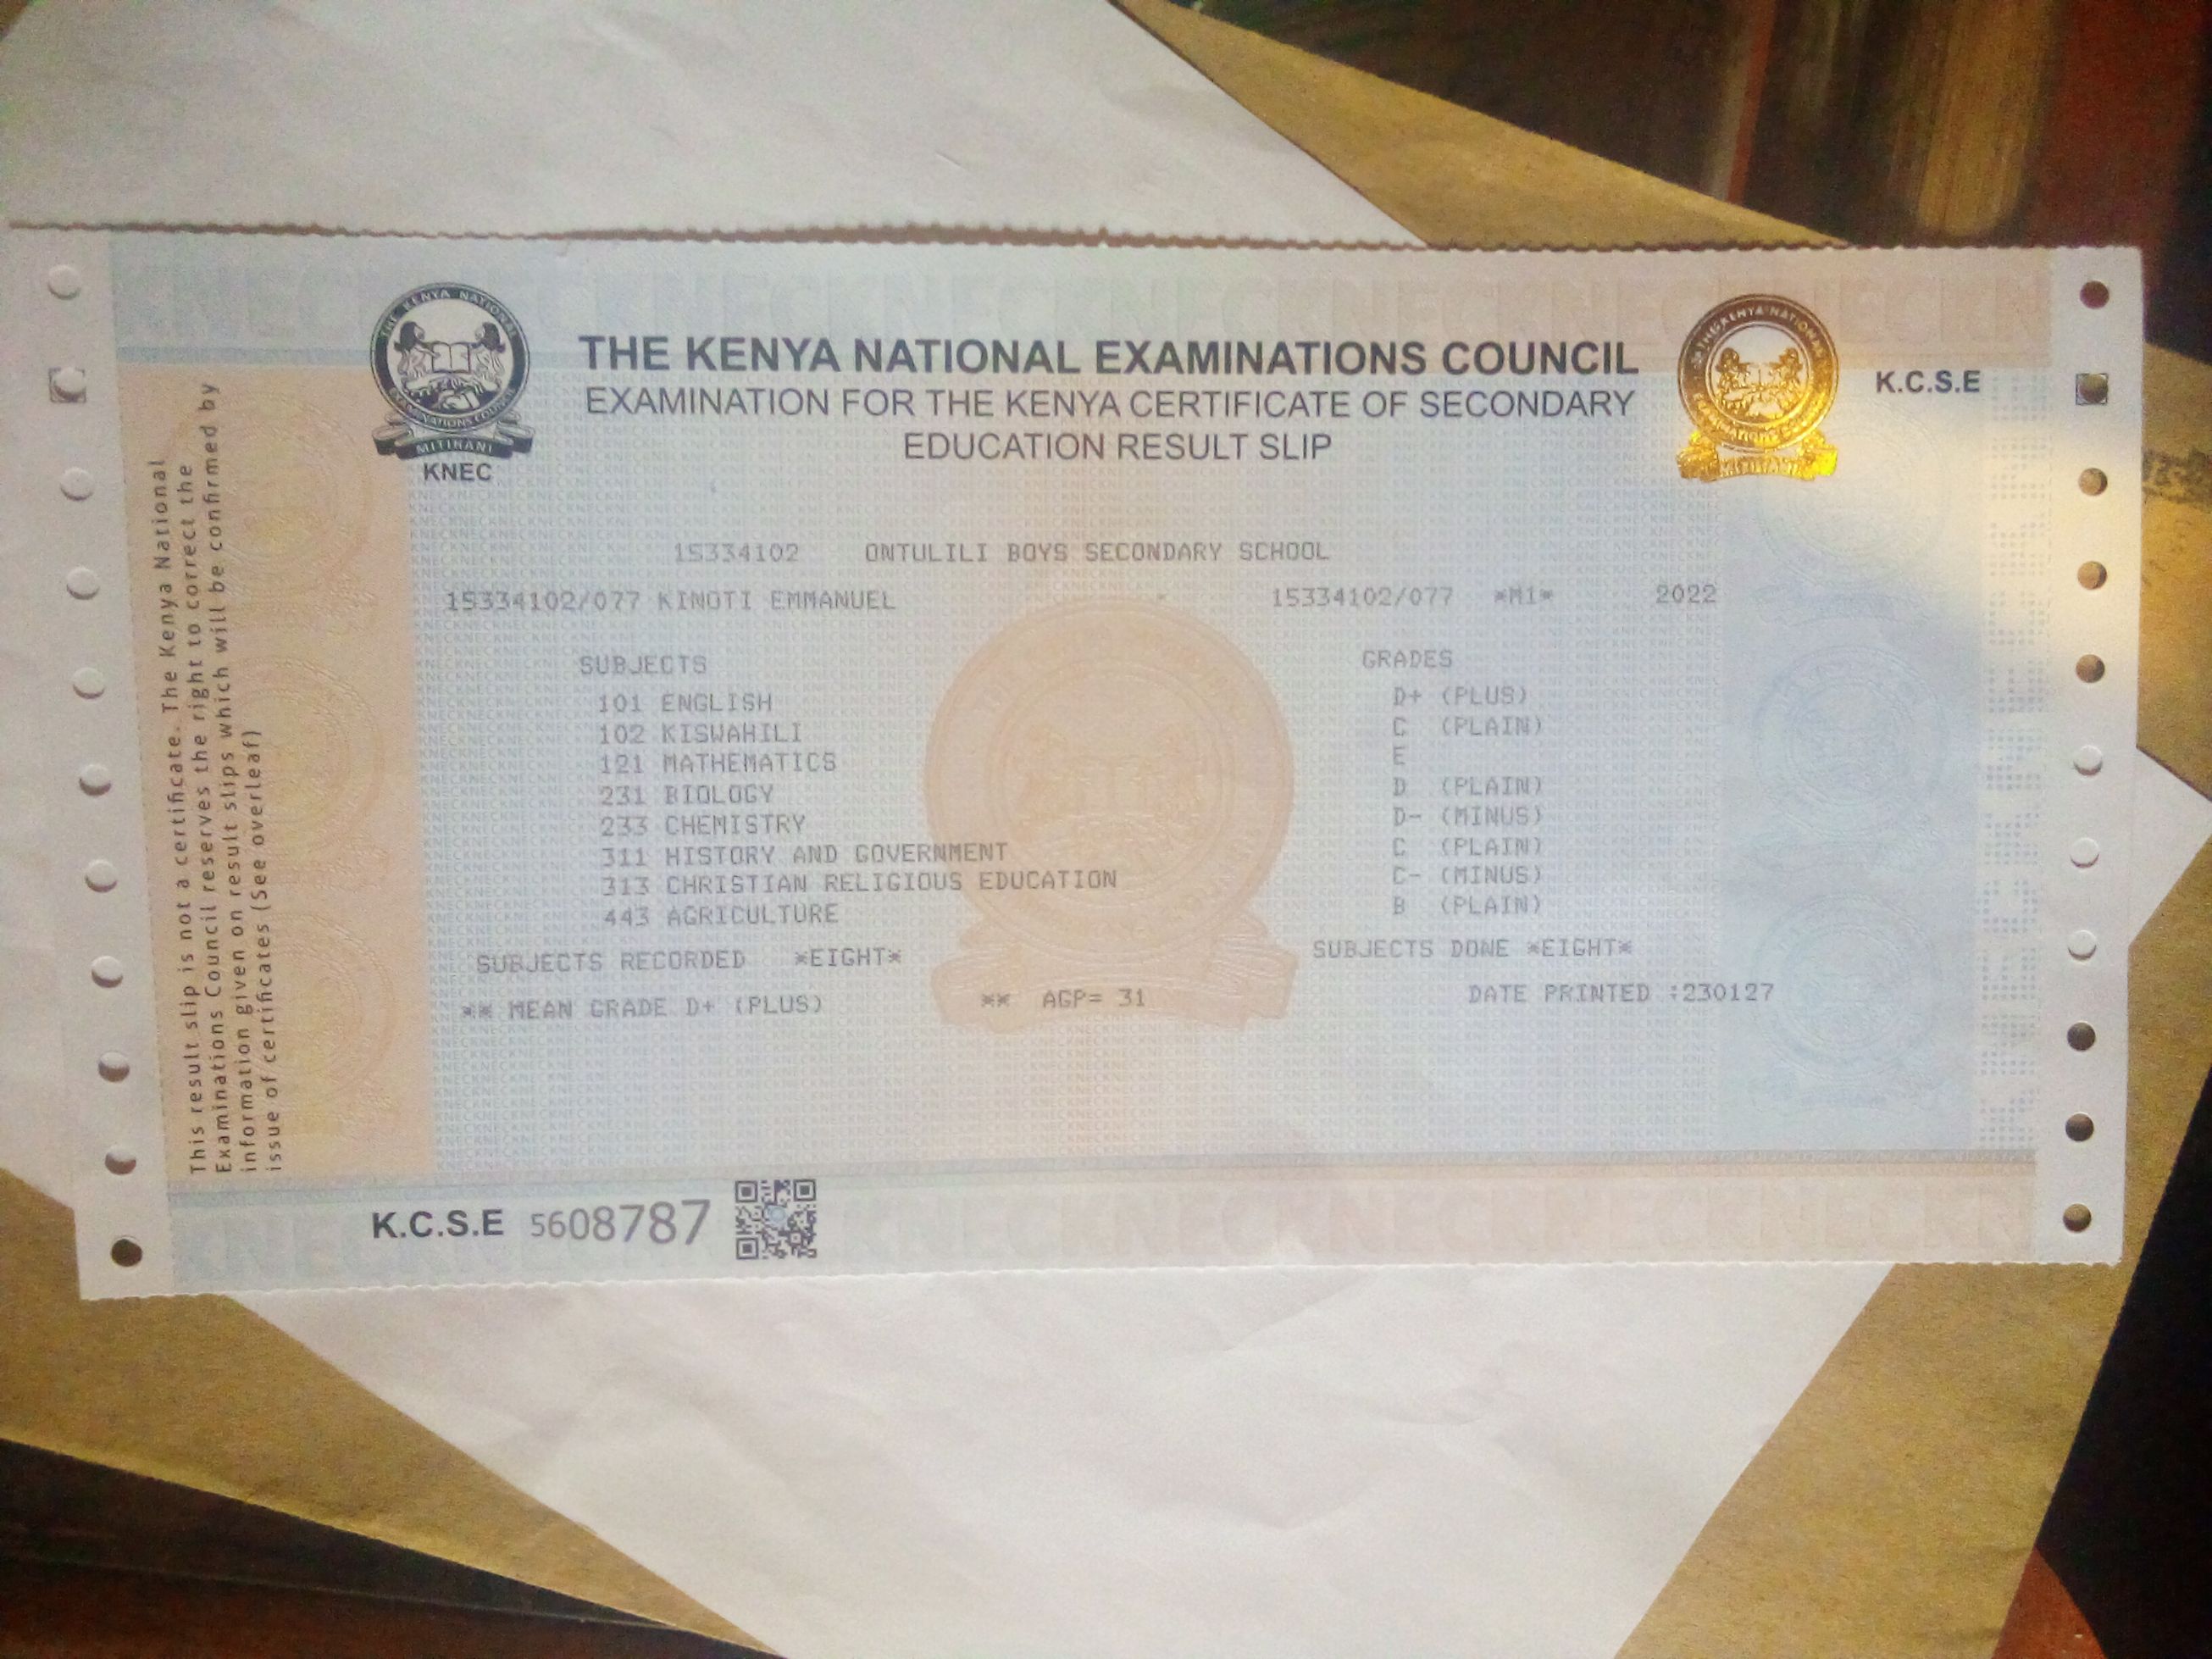 THE KENYA NATIONAL EXAMINATIONS COUNCIL
EXAMINATION FOR THE KENYA CERTIFICATE OF SECONDARY
EDUCATION RESULT SLIP
KNEC
K.C.S.E
15334102 ONTULILI BOYS SECONDARY SCHOOL
15334102/077 KINOTI EMMANUEL 15334102/077 *M1* 2022
SUBJECTS GRADES
101 ENGLISH D+ (PLUS)
102 KISWAHILI C (PLAIN)
121 MATHEMATICS E
231 BIOLOGY D (PLAIN)
233 CHEMISTRY D- (MINUS)
311 HISTORY AND GOVERNMENT C (PLAIN)
313 CHRISTIAN RELIGIOUS EDUCATION C- (MINUS)
443 AGRICULTURE B (PLAIN)
SUBJECTS RECORDED *EIGHT* SUBJECTS DONE *EIGHT*
** MEAN GRADE D+ (PLUS) ** AGP= 31 DATE PRINTED :230127
K.C.S.E 5608787
This result slip is not a certificate. The Kenya National
Examinations Council reserves the right to correct the
information given on result slips which will be confirmed by
issue of certificates (See overleaf)